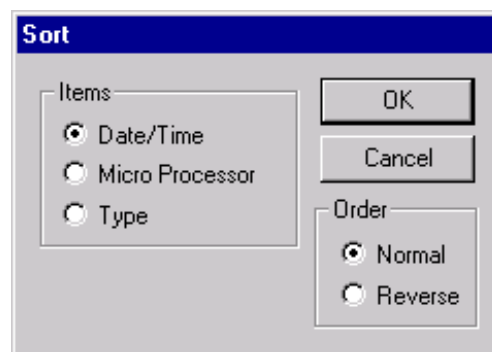 Sort
Items
Date/Time
Micro Processor
Type
OK
Cancel
Order
Normal
Reverse